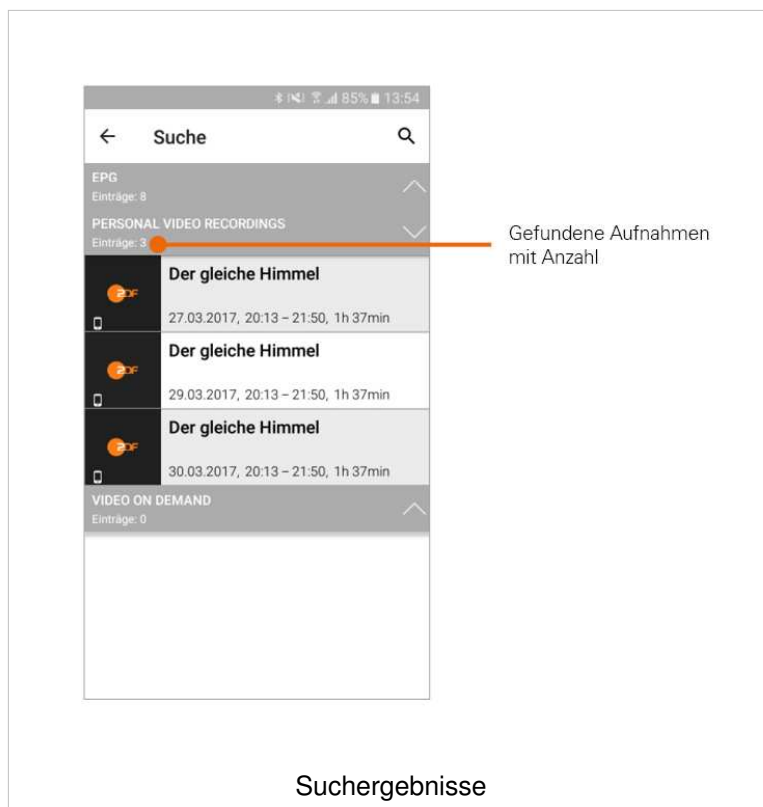 85% 13:54
Suche
EPG
Einträge: 8
PERSONAL VIDEO RECORDINGS
Einträge: 3
Gefundene Aufnahmen
mit Anzahl
ZDF
Der gleiche Himmel
27.03.2017, 20:13 – 21:50, 1h 37min
ZDF
Der gleiche Himmel
29.03.2017, 20:13 – 21:50, 1h 37min
ZDF
Der gleiche Himmel
30.03.2017, 20:13 – 21:50, 1h 37min
VIDEO ON DEMAND
Einträge: 0
Suchergebnisse